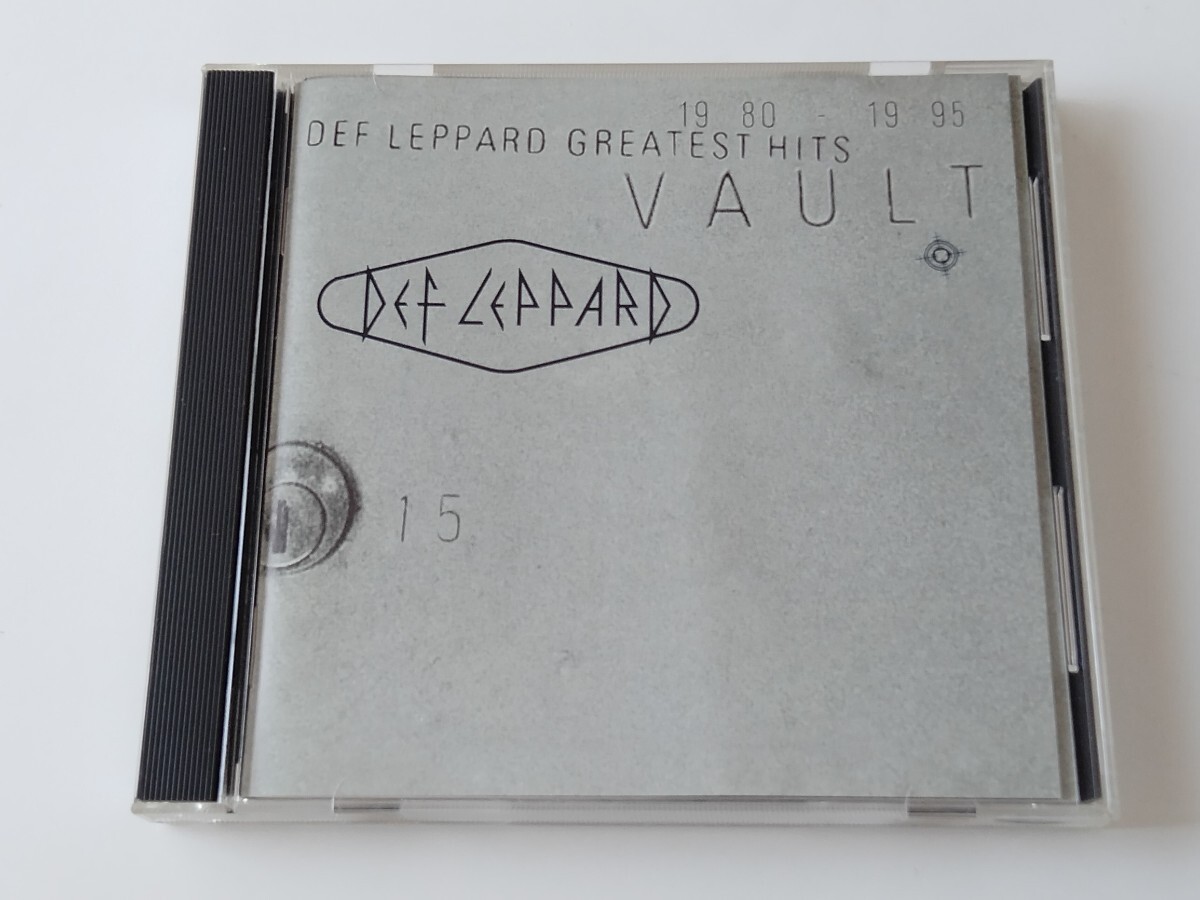 19 80 - 19 95
DEF LEPPARD GREATEST HITS
VAULT
DEF LEPPARD
15